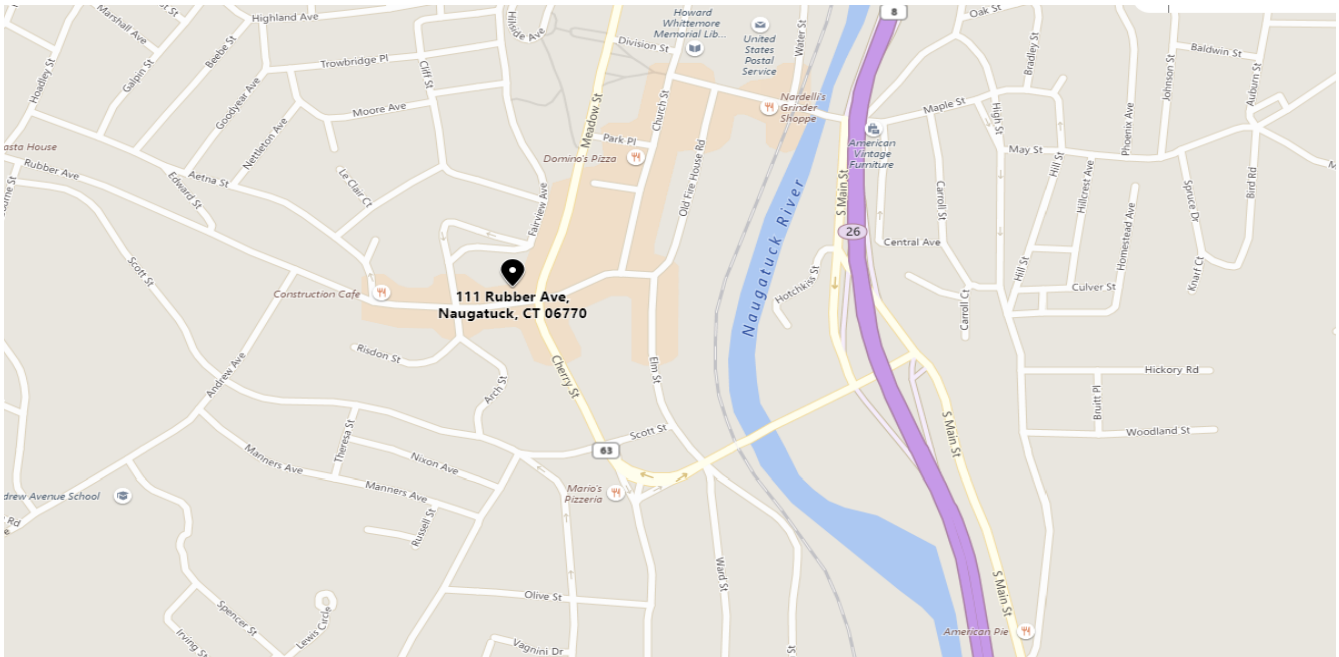 Marshall Ave
Highland Ave
Hillside Ave
Howard
Whittemore
Memorial Lib...
United
States
Postal
Service
Water St
8
Oak St
Bradley St
Baldwin St
Johnson St
Auburn St
Hoadley St
Galpin St
Beebe St
Goodyear Ave
Trowbridge Pl
Cliff St
Division St
Meadow St
Church St
Nardelli's
Grinder
Shoppe
Maple St
High St
Phoenix Ave
Moore Ave
Nettleton Ave
Park Pl
Domino's Pizza
Old Fire House Rd
American
Vintage
Furniture
May St
Hill St
Hillcrest Ave
asta House
Rubber Ave
Aetna St
Edward St
Le Clair Ct
Fairview Ave
Naugatuck River
S Main St
26
Carroll St
Central Ave
Homestead Ave
Spruce Dr
Bird Rd
Knarf Ct
Scott St
Hotchkiss St
Carroll Ct
Hill St
Culver St
Construction Cafe
111 Rubber Ave,
Naugatuck, CT 06770
Risdon St
Andrew Ave
Arch St
Cherry St
Elm St
Hickory Rd
Bruitt Pl
Woodland St
Theresa St
Manners Ave
Nixon Ave
Scott St
63
S Main St
drew Avenue School
Manners Ave
Russell St
Mario's
Pizzeria
Rd
e
Ward St
S Main St
Olive St
Spencer St
Lewis Circle
Irving St
Vagnini Dr
St
American Pie